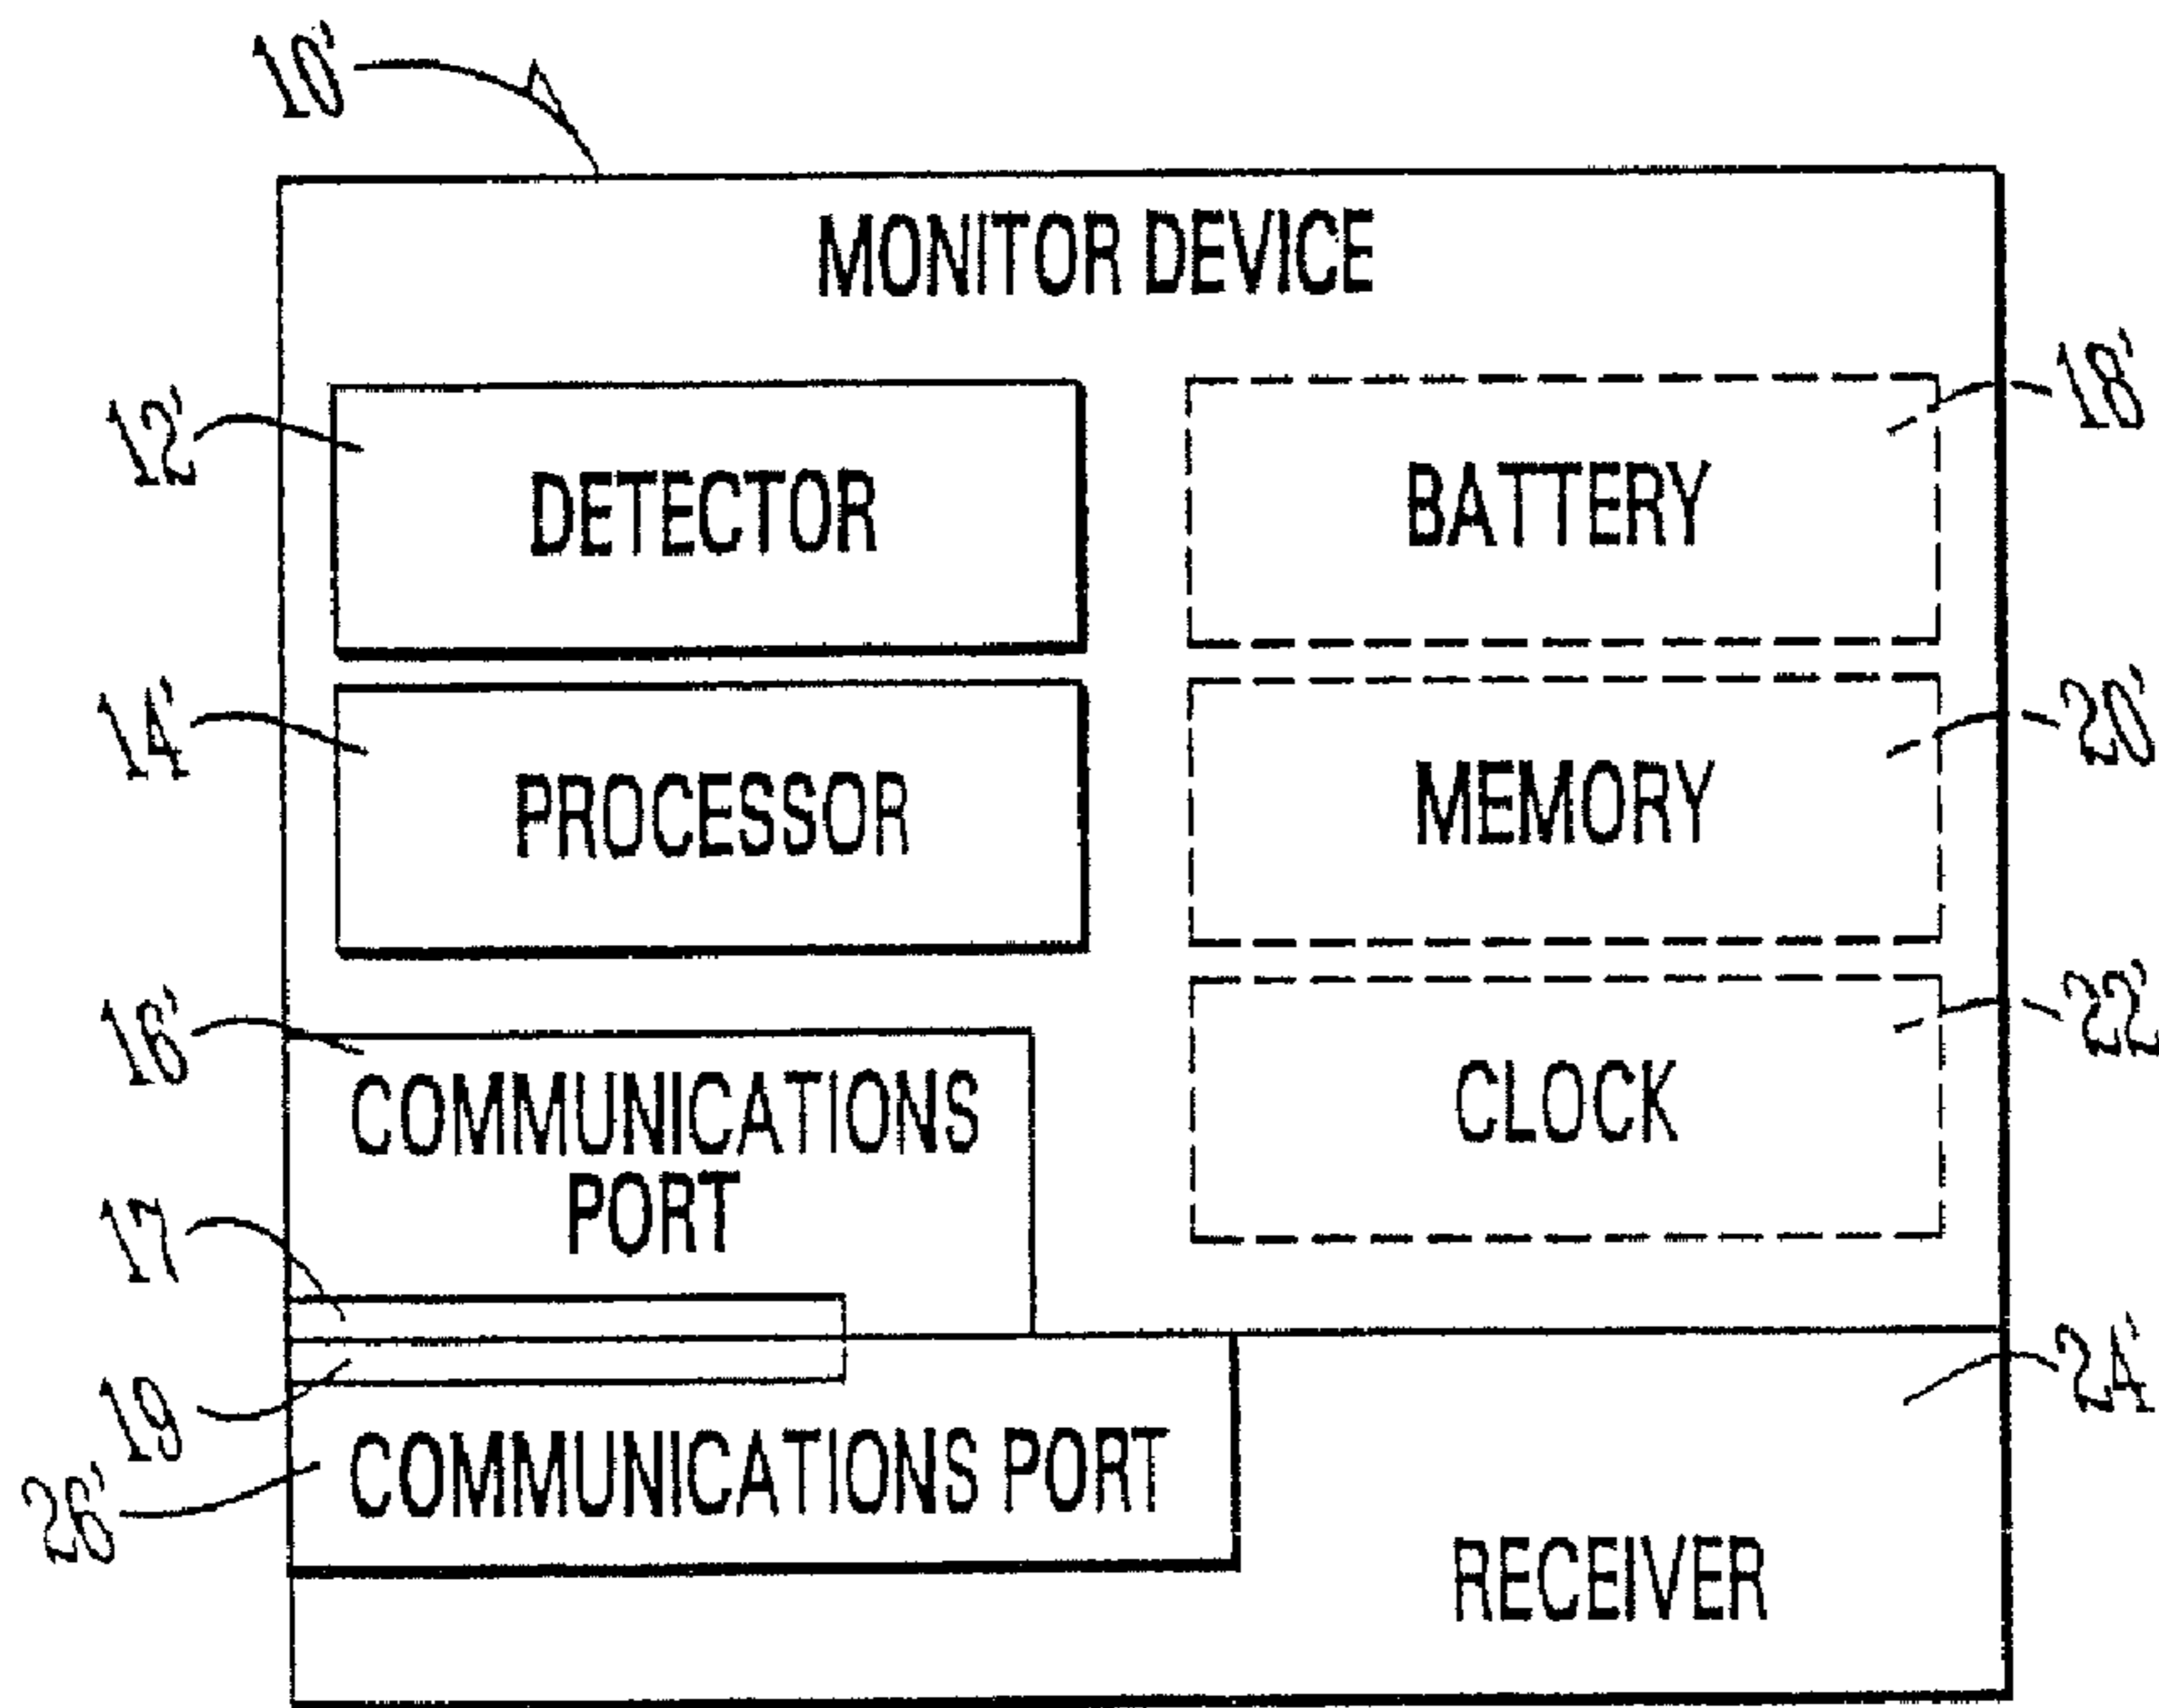 10'
MONITOR DEVICE
12'
DETECTOR
BATTERY
18'
14'
PROCESSOR
MEMORY
20'
16'
COMMUNICATIONS
PORT
CLOCK
22'
17
19
26'
COMMUNICATIONS PORT
24'
RECEIVER